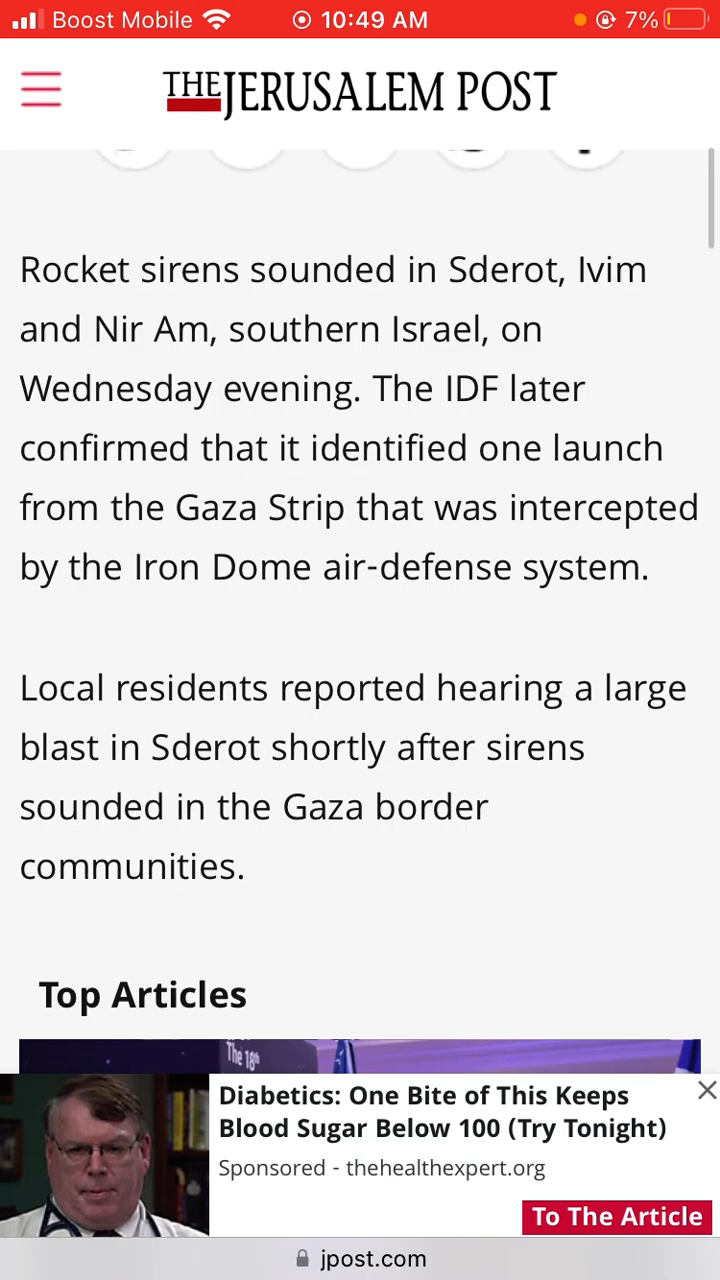 Boost Mobile 10:49 AM 7%
THE JERUSALEM POST
Rocket sirens sounded in Sderot, Ivim
and Nir Am, southern Israel, on
Wednesday evening. The IDF later
confirmed that it identified one launch
from the Gaza Strip that was intercepted
by the Iron Dome air-defense system.
Local residents reported hearing a large
blast in Sderot shortly after sirens
sounded in the Gaza border
communities.
Top Articles
The 18th
Diabetics: One Bite of This Keeps
Blood Sugar Below 100 (Try Tonight)
Sponsored - thehealthexpert.org
To The Article
jpost.com